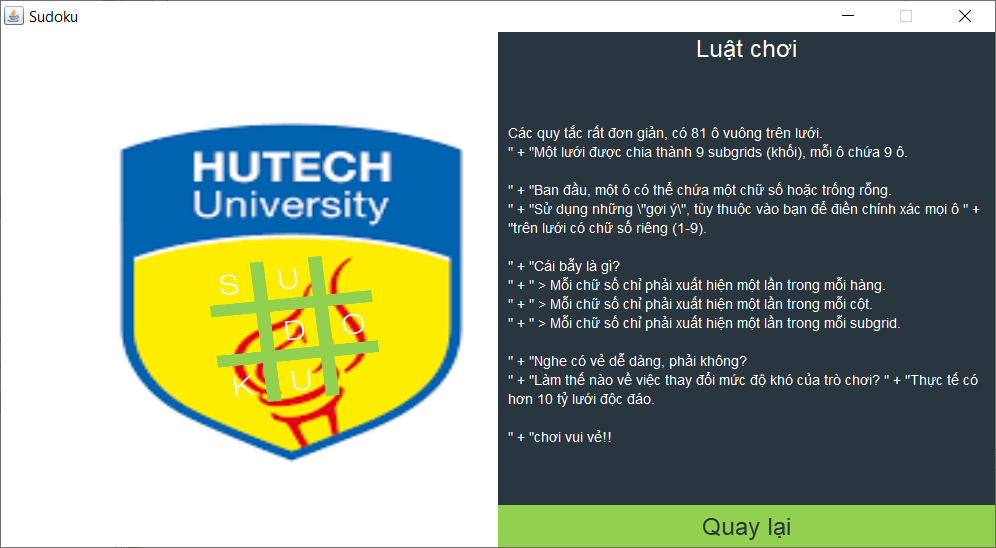 Sudoku
HUTECH
University
S U
D O
K U
Luật chơi
Các quy tắc rất đơn giản, có 81 ô vuông trên lưới.
" + "Một lưới được chia thành 9 subgrids (khối), mỗi ô chứa 9 ô.
" + "Ban đầu, một ô có thể chứa một chữ số hoặc trống rỗng.
" + "Sử dụng những \"gợi ý\", tùy thuộc vào bạn để điền chính xác mọi ô " +
"trên lưới có chữ số riêng (1-9).
" + "Cái bẫy là gì?
" + " > Mỗi chữ số chỉ phải xuất hiện một lần trong mỗi hàng.
" + " > Mỗi chữ số chỉ phải xuất hiện một lần trong mỗi cột.
" + " > Mỗi chữ số chỉ phải xuất hiện một lần trong mỗi subgrid.
" + "Nghe có vẻ dễ dàng, phải không?
" + "Làm thế nào về việc thay đổi mức độ khó của trò chơi? " + "Thực tế có
hơn 10 tỷ lưới độc đáo.
" + "chơi vui vẻ!!
Quay lại